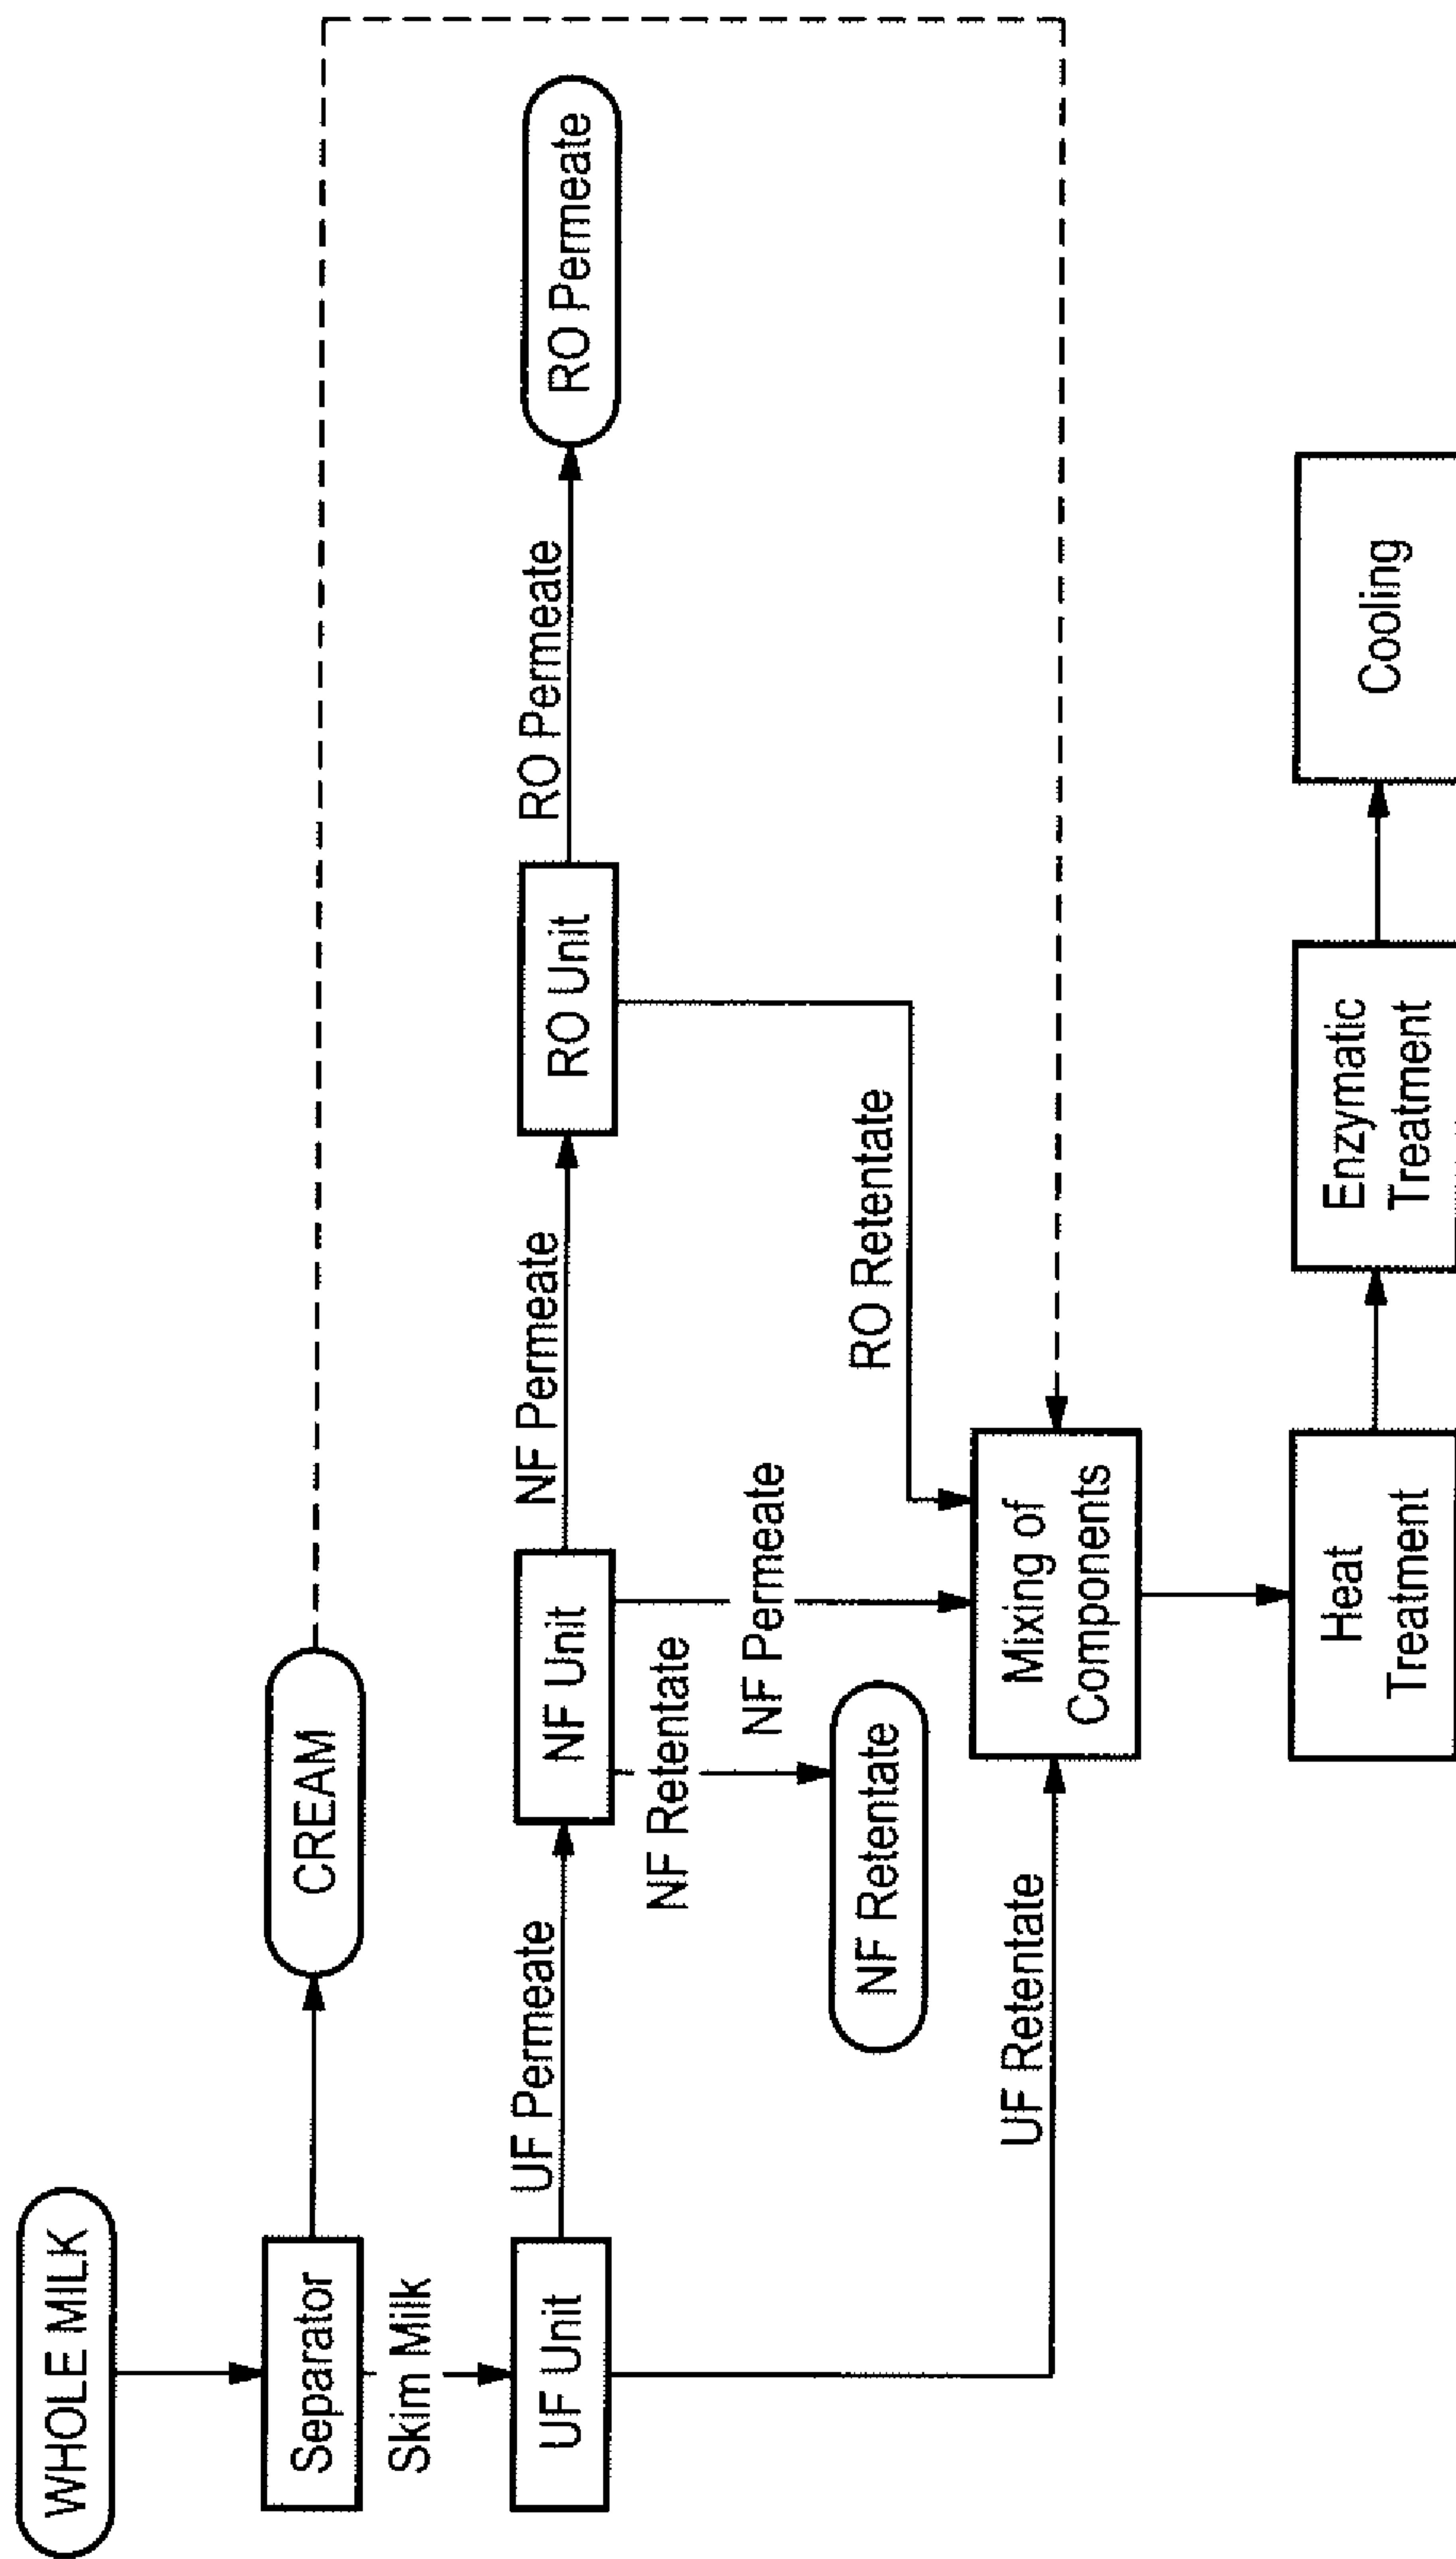 WHOLE MILK
Separator
CREAM
Skim Milk
UF Unit
UF Permeate
NF Unit
NF Permeate
RO Unit
RO Permeate
RO Permeate
NF Retentate
NF Permeate
NF Retentate
RO Retentate
UF Retentate
Mixing of
Components
Heat
Treatment
Enzymatic
Treatment
Cooling